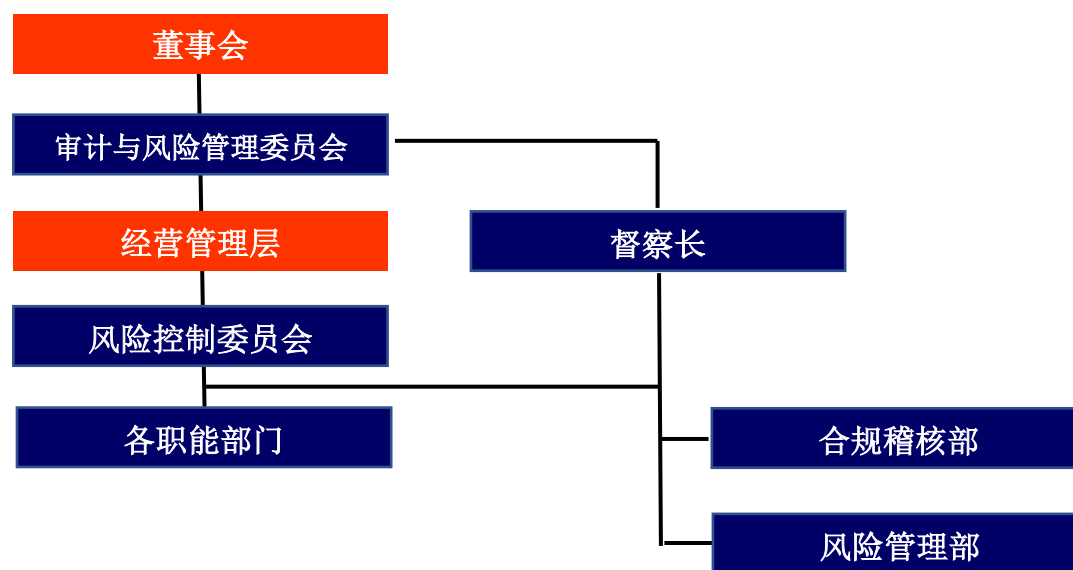 董事会
审计与风险管理委员会
经营管理层
督察长
风险控制委员会
各职能部门
合规稽核部
风险管理部